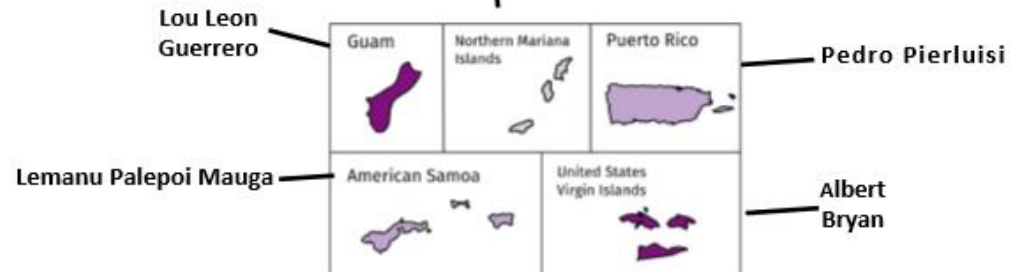 Lou Leon
Guerrero
Guam
Northern Mariana
Islands
Puerto Rico
Pedro Pierluisi
Lemanu Palepoi Mauga
American Samoa
United States
Virgin Islands
Albert
Bryan